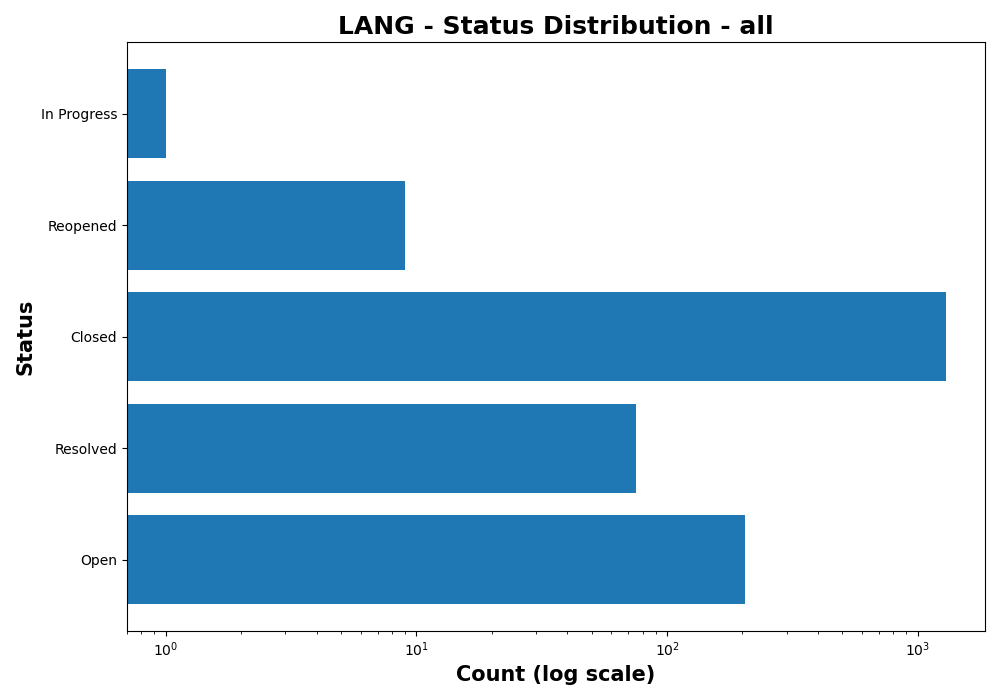 LANG - Status Distribution - all
In Progress
Reopened
Closed
Resolved
Open
Status
10⁰ 10¹ 10² 10³
Count (log scale)